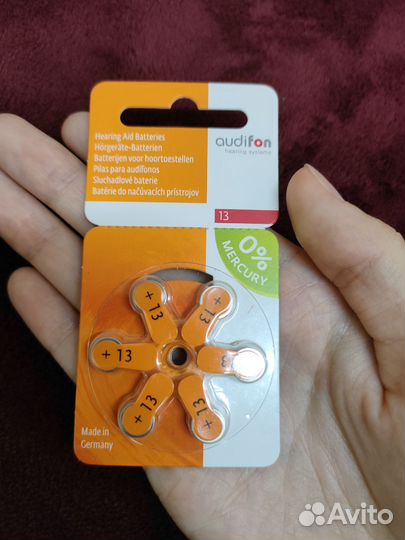 Hearing Aid Batteries
Hörgeräte-Batterien
Batterijen voor hoortoestellen
Pilas para audífonos
Sluchadlové baterie
Batérie do načúvacích prístrojov
audifon
hearing systems
13
0%
MERCURY
+ 13
+ 13
+ 13
+ 13
+ 13
13
Made in
Germany
Avito